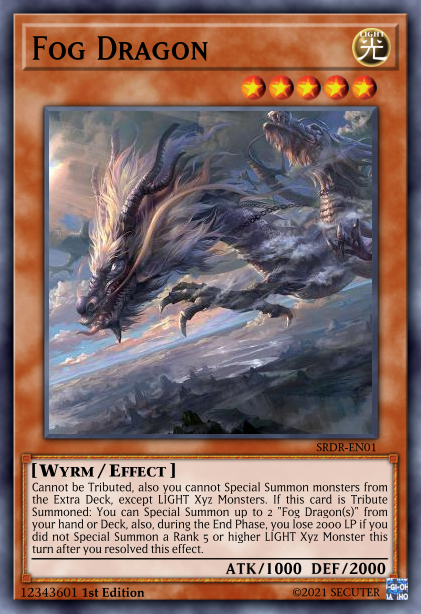 FOG DRAGON
LIGHT
光
SRDR-EN01
[WYRM / EFFECT]
Cannot be Tributed, also you cannot Special Summon monsters from
the Extra Deck, except LIGHT Xyz Monsters. If this card is Tribute
Summoned: You can Special Summon up to 2 "Fog Dragon(s)" from
your hand or Deck, also, during the End Phase, you lose 2000 LP if you
did not Special Summon a Rank 5 or higher LIGHT Xyz Monster this
turn after you resolved this effect.
ATK/1000 DEF/2000
12343601 1st Edition
©2021 SECUTER